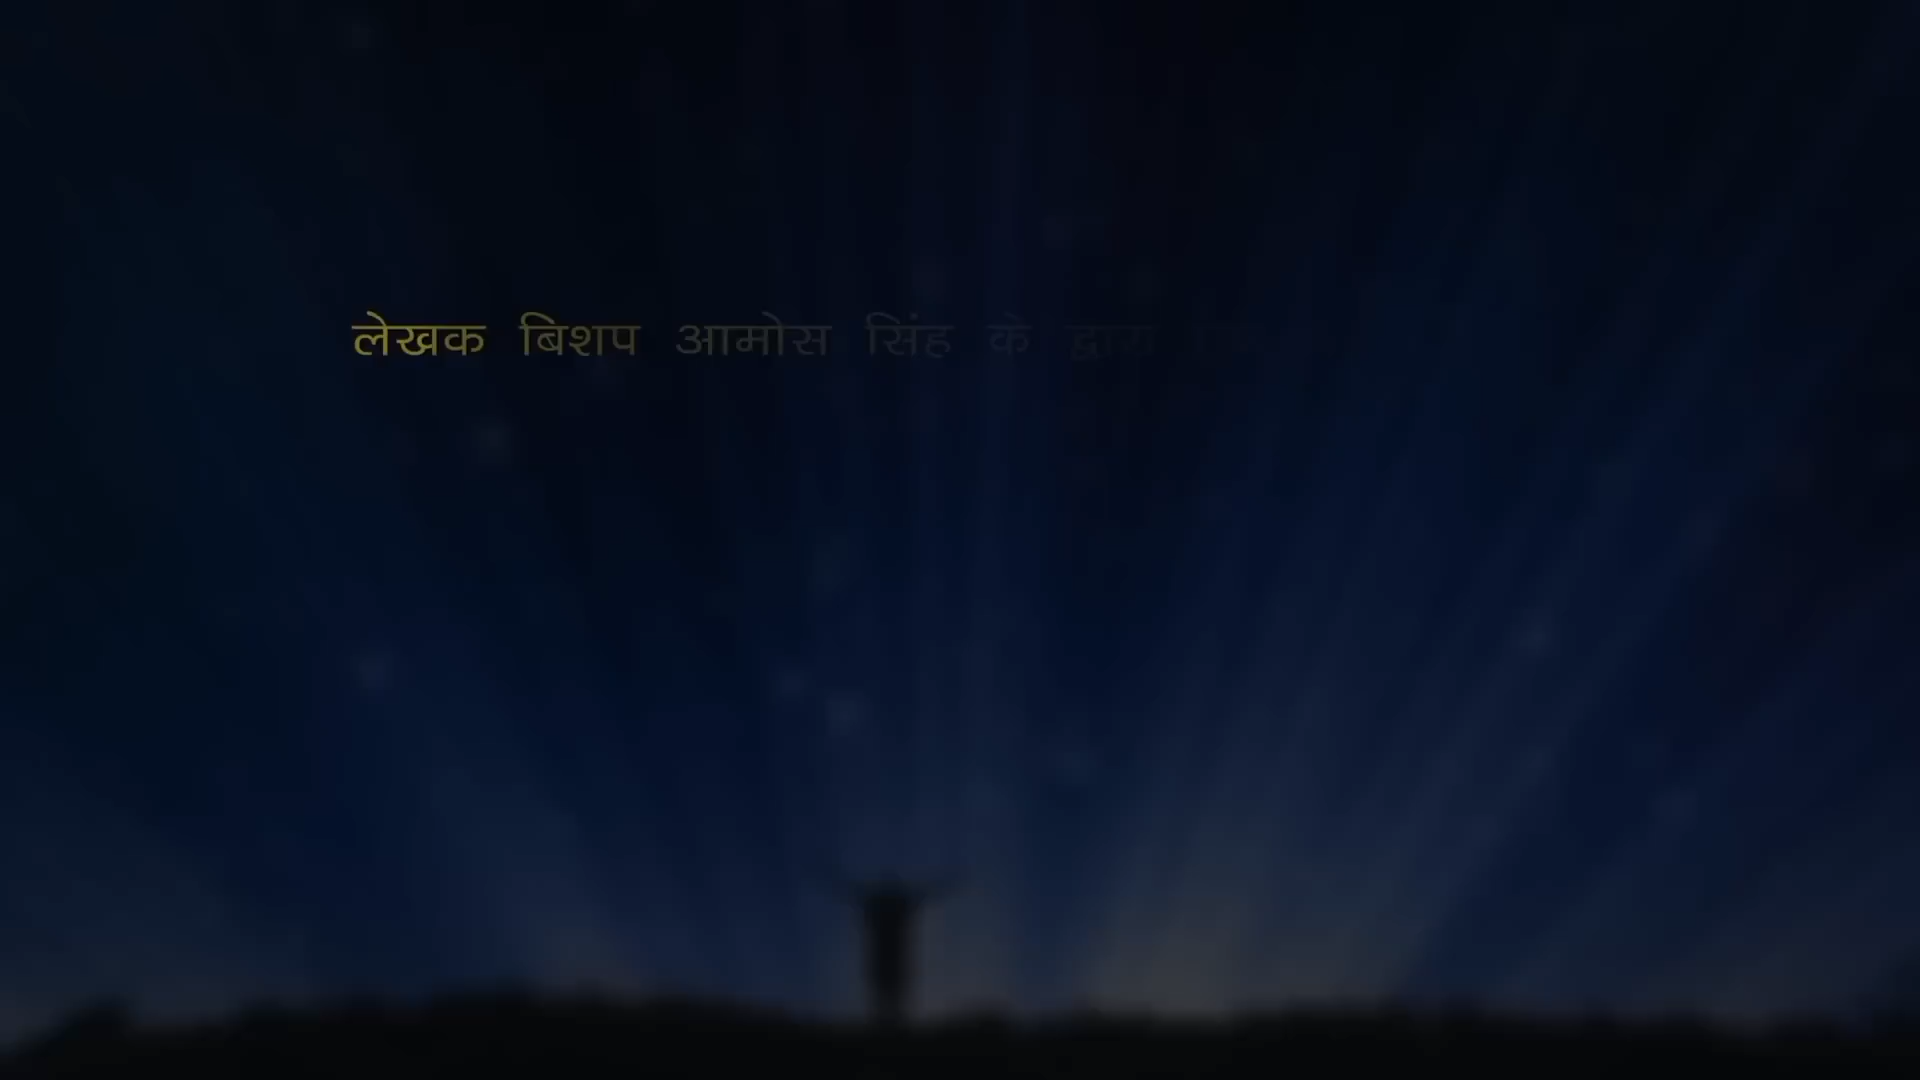 लेखक बिशप आमोस सिंह के द्वारा